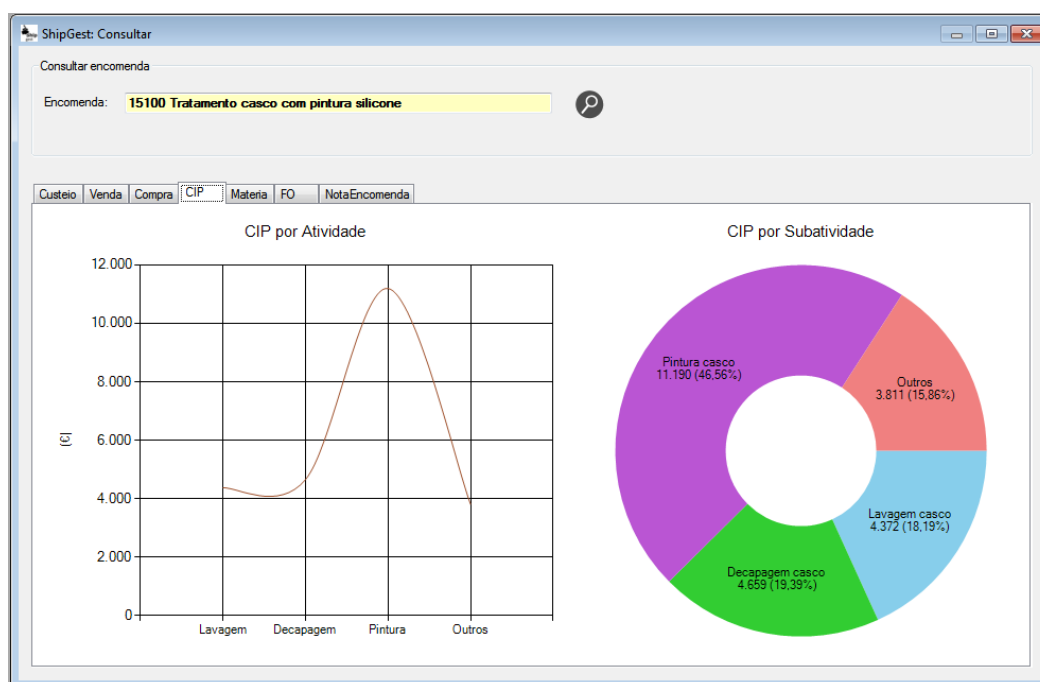 ShipGest: Consultar
Consultar encomenda
Encomenda: 15100 Tratamento casco com pintura silicone
Custeio Venda Compra CIP Materia FO NotaEncomenda
CIP por Atividade
12.000
10.000
8.000
6.000
4.000
2.000
0
[€]
Lavagem Decapagem Pintura Outros
CIP por Subatividade
Pintura casco
11.190 (46,56%)
Outros
3.811 (15,86%)
Lavagem casco
4.372 (18,19%)
Decapagem casco
4.659 (19,39%)